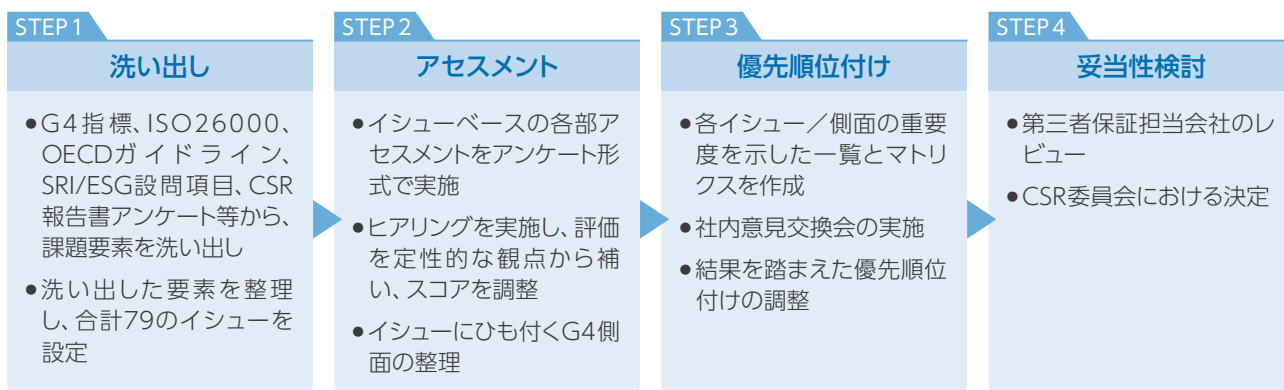 STEP1
洗い出し
●G4指標、ISO26000、
OECDガイドライン、
SRI/ESG設問項目、CSR
報告書アンケート等から、
課題要素を洗い出し
●洗い出した要素を整理
し、合計79のイシューを
設定
STEP2
アセスメント
●イシューベースの各部ア
セスメントをアンケート形
式で実施
●ヒアリングを実施し、評価
を定性的な観点から補
い、スコアを調整
●イシューにひも付くG4側
面の整理
STEP3
優先順位付け
●各イシュー／側面の重要
度を示した一覧とマトリ
クスを作成
●社内意見交換会の実施
●結果を踏まえた優先順位
付けの調整
STEP4
妥当性検討
●第三者保証担当会社のレ
ビュー
●CSR委員会における決定